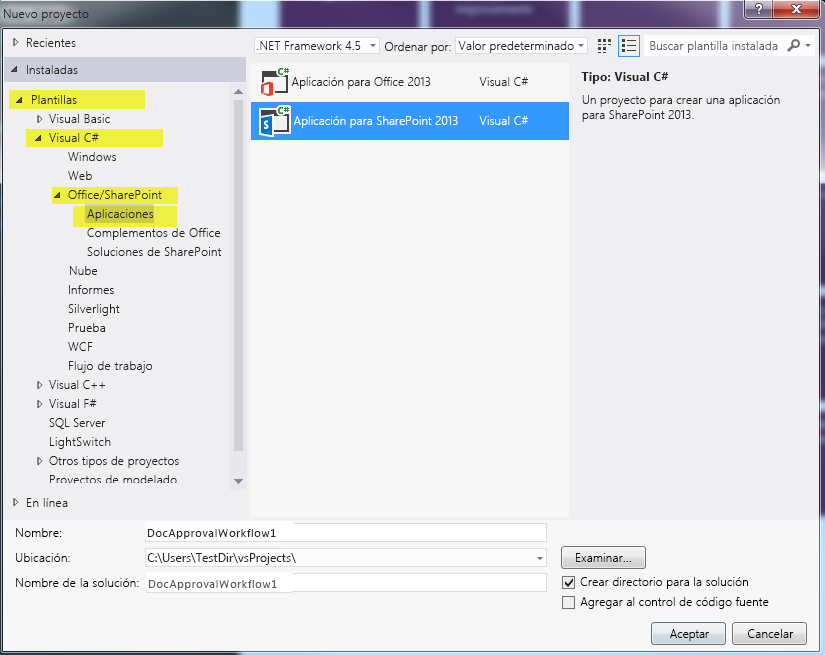 Nuevo proyecto
?
Recientes
Instaladas
Plantillas
Visual Basic
Visual C#
Windows
Web
Office/SharePoint
Aplicaciones
Complementos de Office
Soluciones de SharePoint
Nube
Informes
Silverlight
Prueba
WCF
Flujo de trabajo
Visual C++
Visual F#
SQL Server
LightSwitch
Otros tipos de proyectos
Proyectos de modelado
En línea
.NET Framework 4.5 Ordenar por: Valor predeterminado Buscar plantilla instalada
C# Aplicación para Office 2013 Visual C#
C# Aplicación para SharePoint 2013 Visual C#
Tipo: Visual C#
Un proyecto para crear una aplicación
para SharePoint 2013.
Nombre: DocApprovalWorkflow1
Ubicación: C:\Users\TestDir\vsProjects\ Examinar...
Nombre de la solución: DocApprovalWorkflow1
Crear directorio para la solución
Agregar al control de código fuente
Aceptar Cancelar